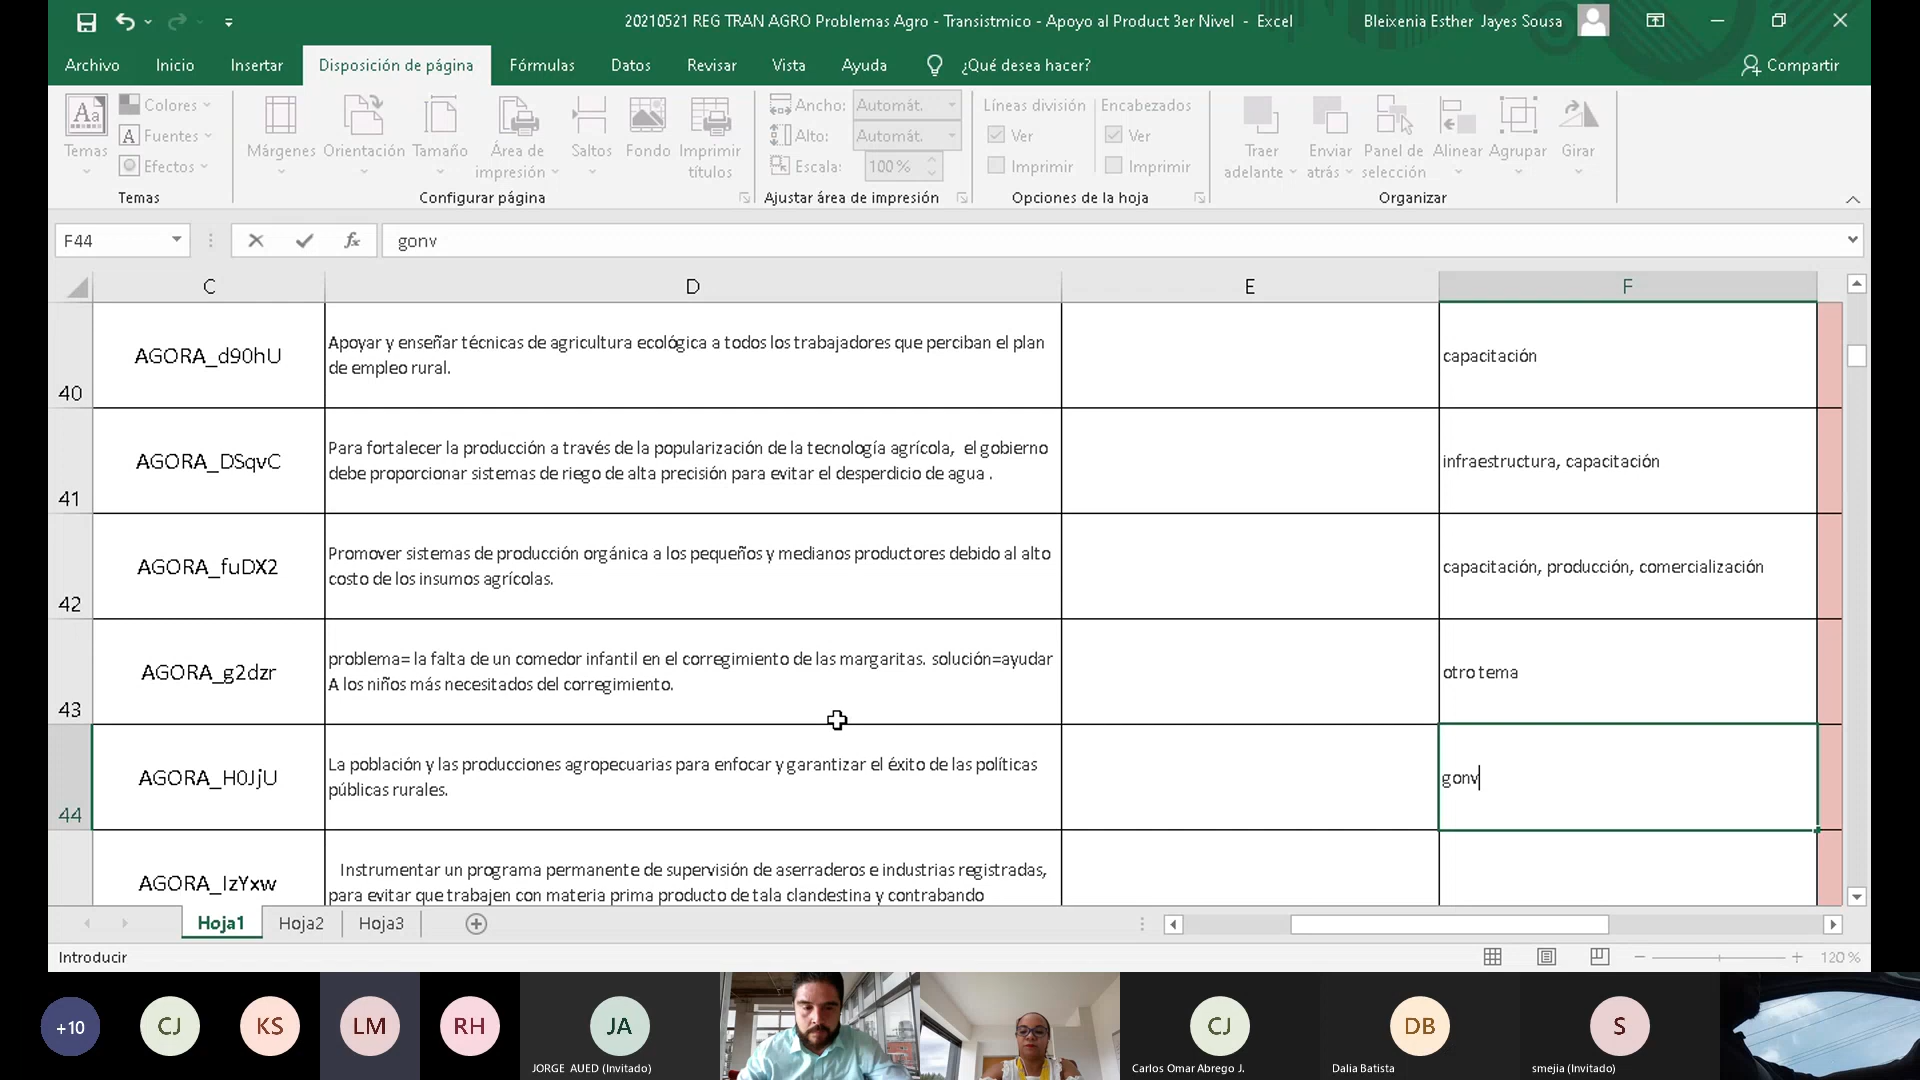 20210521 REG TRAN AGRO Problemas Agro - Transistmico - Apoyo al Product 3er Nivel - Excel
Bleixenia Esther Jayes Sousa
Archivo
Inicio
Insertar
Disposición de página
Fórmulas
Datos
Revisar
Vista
Ayuda
¿Qué desea hacer?
Compartir
Aa
Temas
Colores
Fuentes
Efectos
Temas
Márgenes
Orientación
Tamaño
Área de
impresión
Saltos
Fondo
Imprimir
títulos
Configurar página
Ancho: Automát.
Alto: Automát.
Escala: 100 %
Ajustar área de impresión
Líneas división
Ver
Imprimir
Encabezados
Ver
Imprimir
Opciones de la hoja
Traer
adelante
Enviar
atrás
Panel de
selección
Alinear
Agrupar
Girar
Organizar
F44
fx
gonv
C
D
E
F
40
AGORA_d90hU
Apoyar y enseñar técnicas de agricultura ecológica a todos los trabajadores que perciban el plan
de empleo rural.
capacitación
41
AGORA_DSqvC
Para fortalecer la producción a través de la popularización de la tecnología agrícola, el gobierno
debe proporcionar sistemas de riego de alta precisión para evitar el desperdicio de agua .
infraestructura, capacitación
42
AGORA_fuDX2
Promover sistemas de producción orgánica a los pequeños y medianos productores debido al alto
costo de los insumos agrícolas.
capacitación, producción, comercialización
43
AGORA_g2dzr
problema= la falta de un comedor infantil en el corregimiento de las margaritas. solución=ayudar
A los niños más necesitados del corregimiento.
otro tema
44
AGORA_H0JjU
La población y las producciones agropecuarias para enfocar y garantizar el éxito de las políticas
públicas rurales.
gonv
AGORA_IzYxw
Instrumentar un programa permanente de supervisión de aserraderos e industrias registradas,
para evitar que trabajen con materia prima producto de tala clandestina y contrabando
Hoja1
Hoja2
Hoja3
Introducir
120 %
+10
CJ
KS
LM
RH
JA
JORGE AUED (Invitado)
CJ
Carlos Omar Abrego J.
DB
Dalia Batista
S
smejia (Invitado)